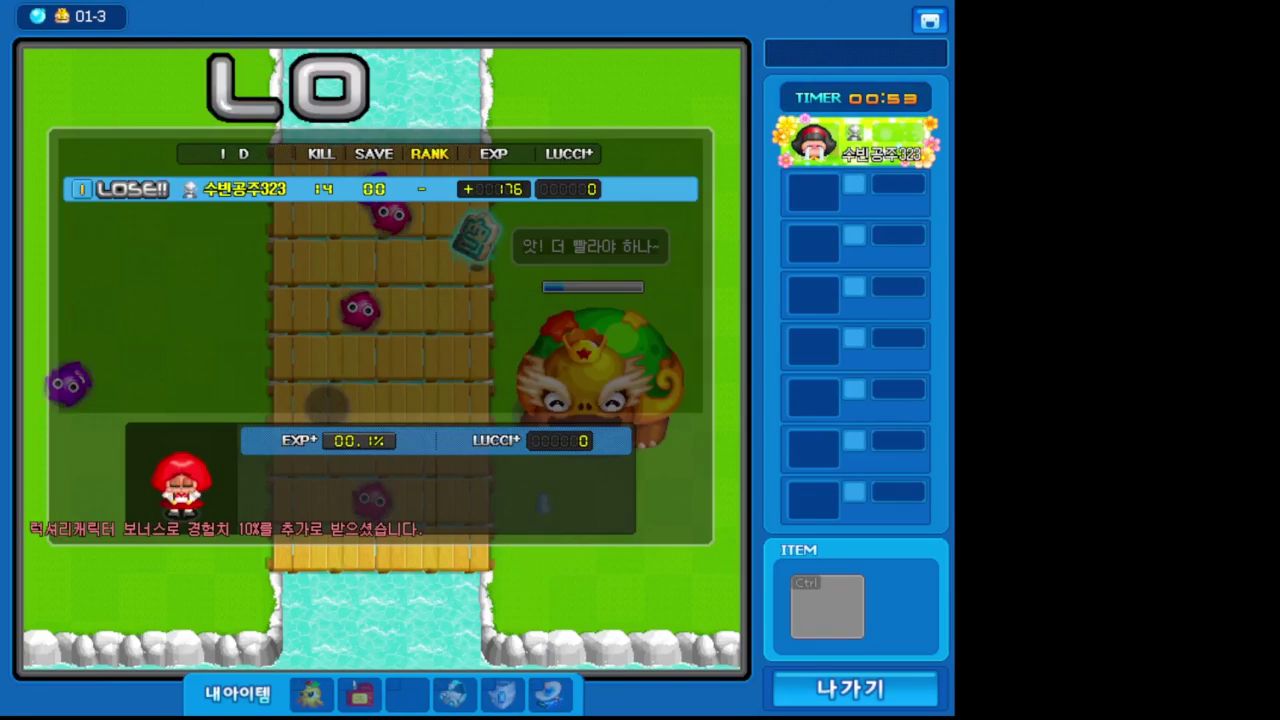 01-3
LO
TIMER 00:53
수빈공주323
I D KILL SAVE RANK EXP LUCCI+
1 LOSE!! 수빈공주323 14 00 - +00176 0000000
앗! 더 빨라야 하나~
EXP+ 00.1% LUCCI+ 0000000
럭셔리캐릭터 보너스로 경험치 10%를 추가로 받으셨습니다.
ITEM
Ctrl
내아이템
나가기